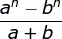 aⁿ − bⁿ
a + b